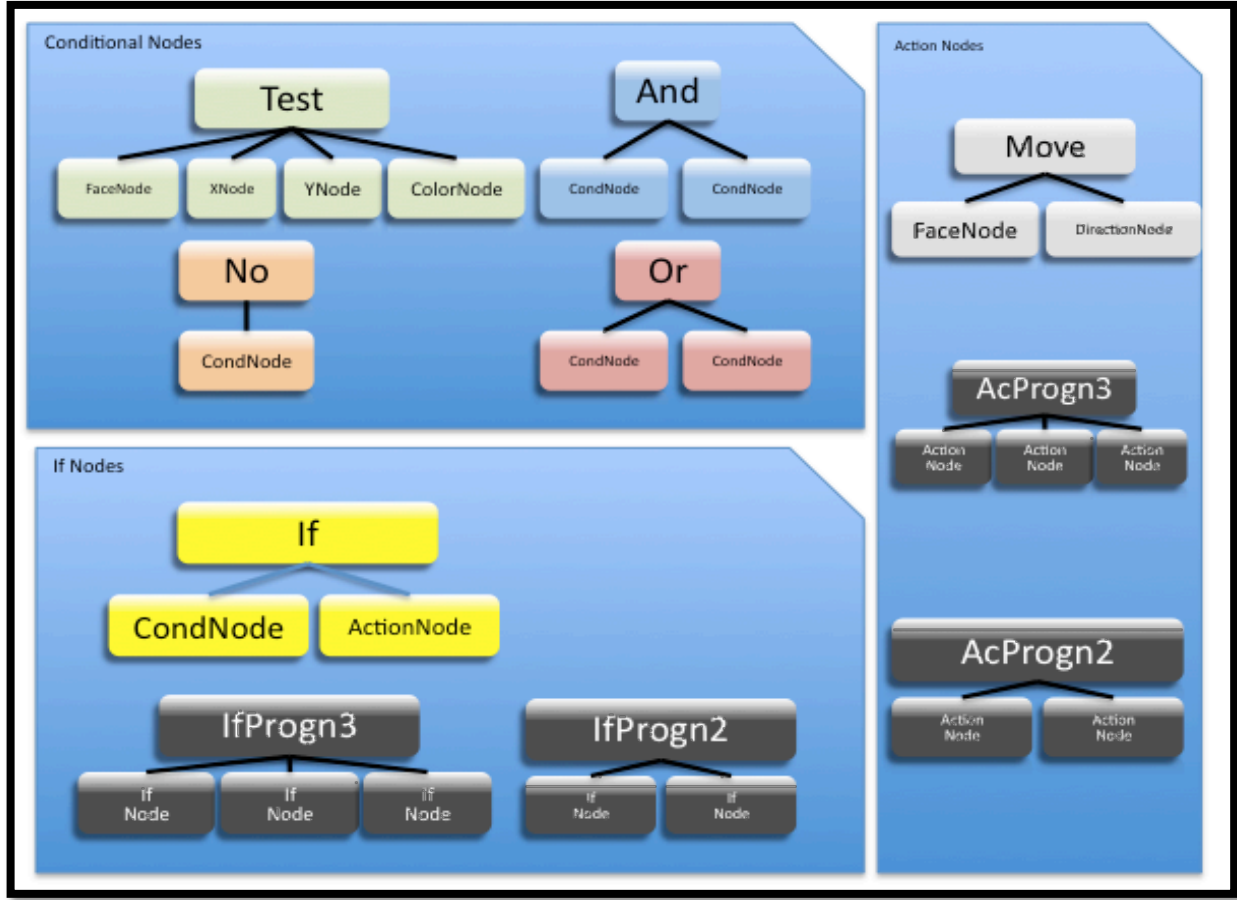 Conditional Nodes
Test
FaceNode
XNode
YNode
ColorNode
And
CondNode
CondNode
No
CondNode
Or
CondNode
CondNode
If Nodes
If
CondNode
ActionNode
IfProgn3
If
Node
If
Node
If
Node
IfProgn2
If
Node
If
Node
Action Nodes
Move
FaceNode
DirectionNode
AcProgn3
Action
Node
Action
Node
Action
Node
AcProgn2
Action
Node
Action
Node